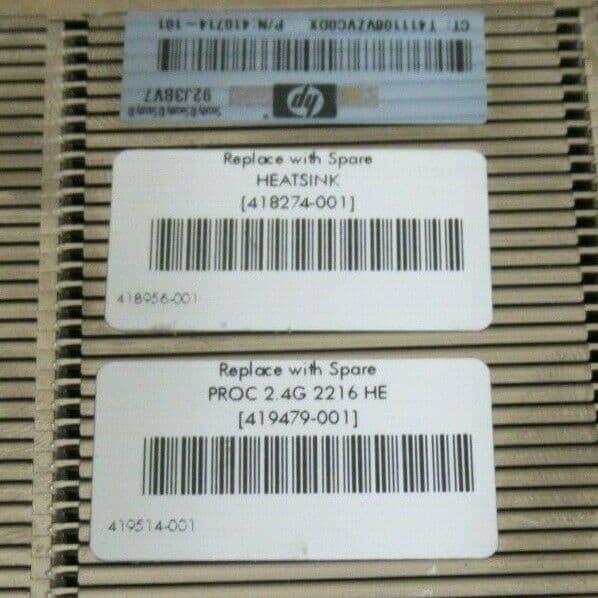 CT: T411108VZVC0DX P/N: 410714-101
hp
92J3BV7
Replace with Spare
HEATSINK
[418274-001]
418956-001
Replace with Spare
PROC 2.4G 2216 HE
[419479-001]
419514-001